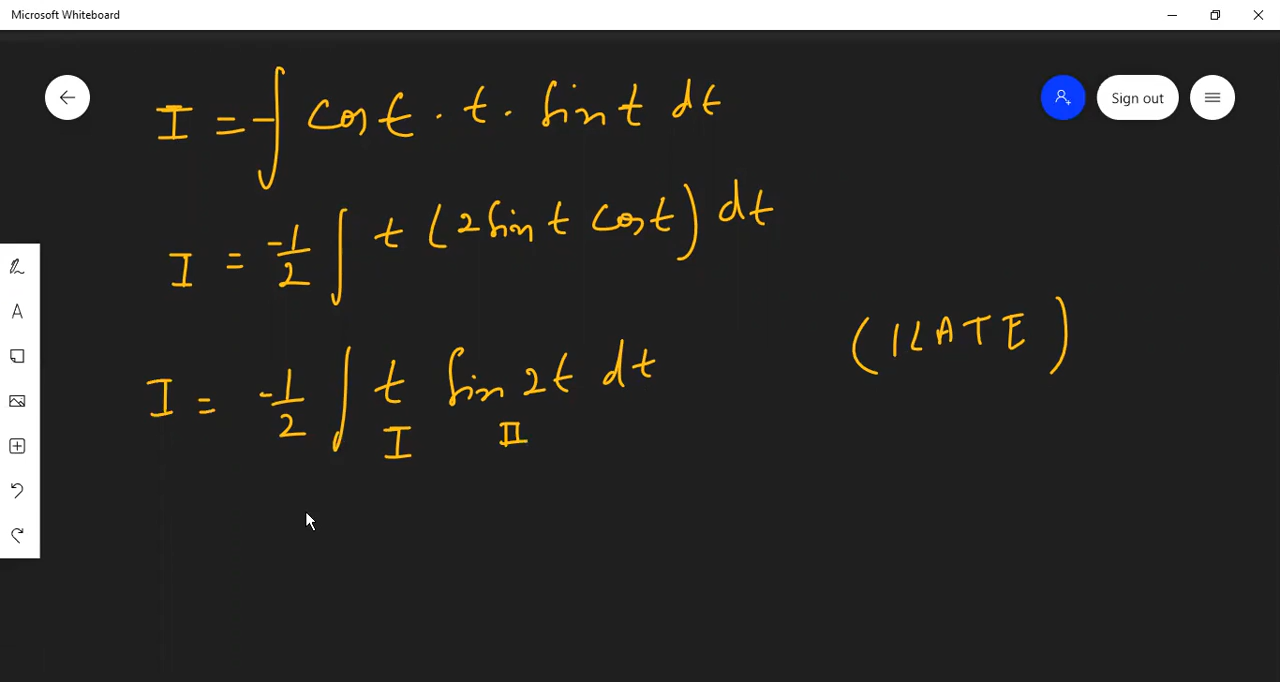 Microsoft Whiteboard
I = -∫ cos t · t · sin t dt
Sign out
I = -1/2 ∫ t (2 sin t cos t) dt
(ILATE)
I = -1/2 ∫ t sin 2t dt
I II